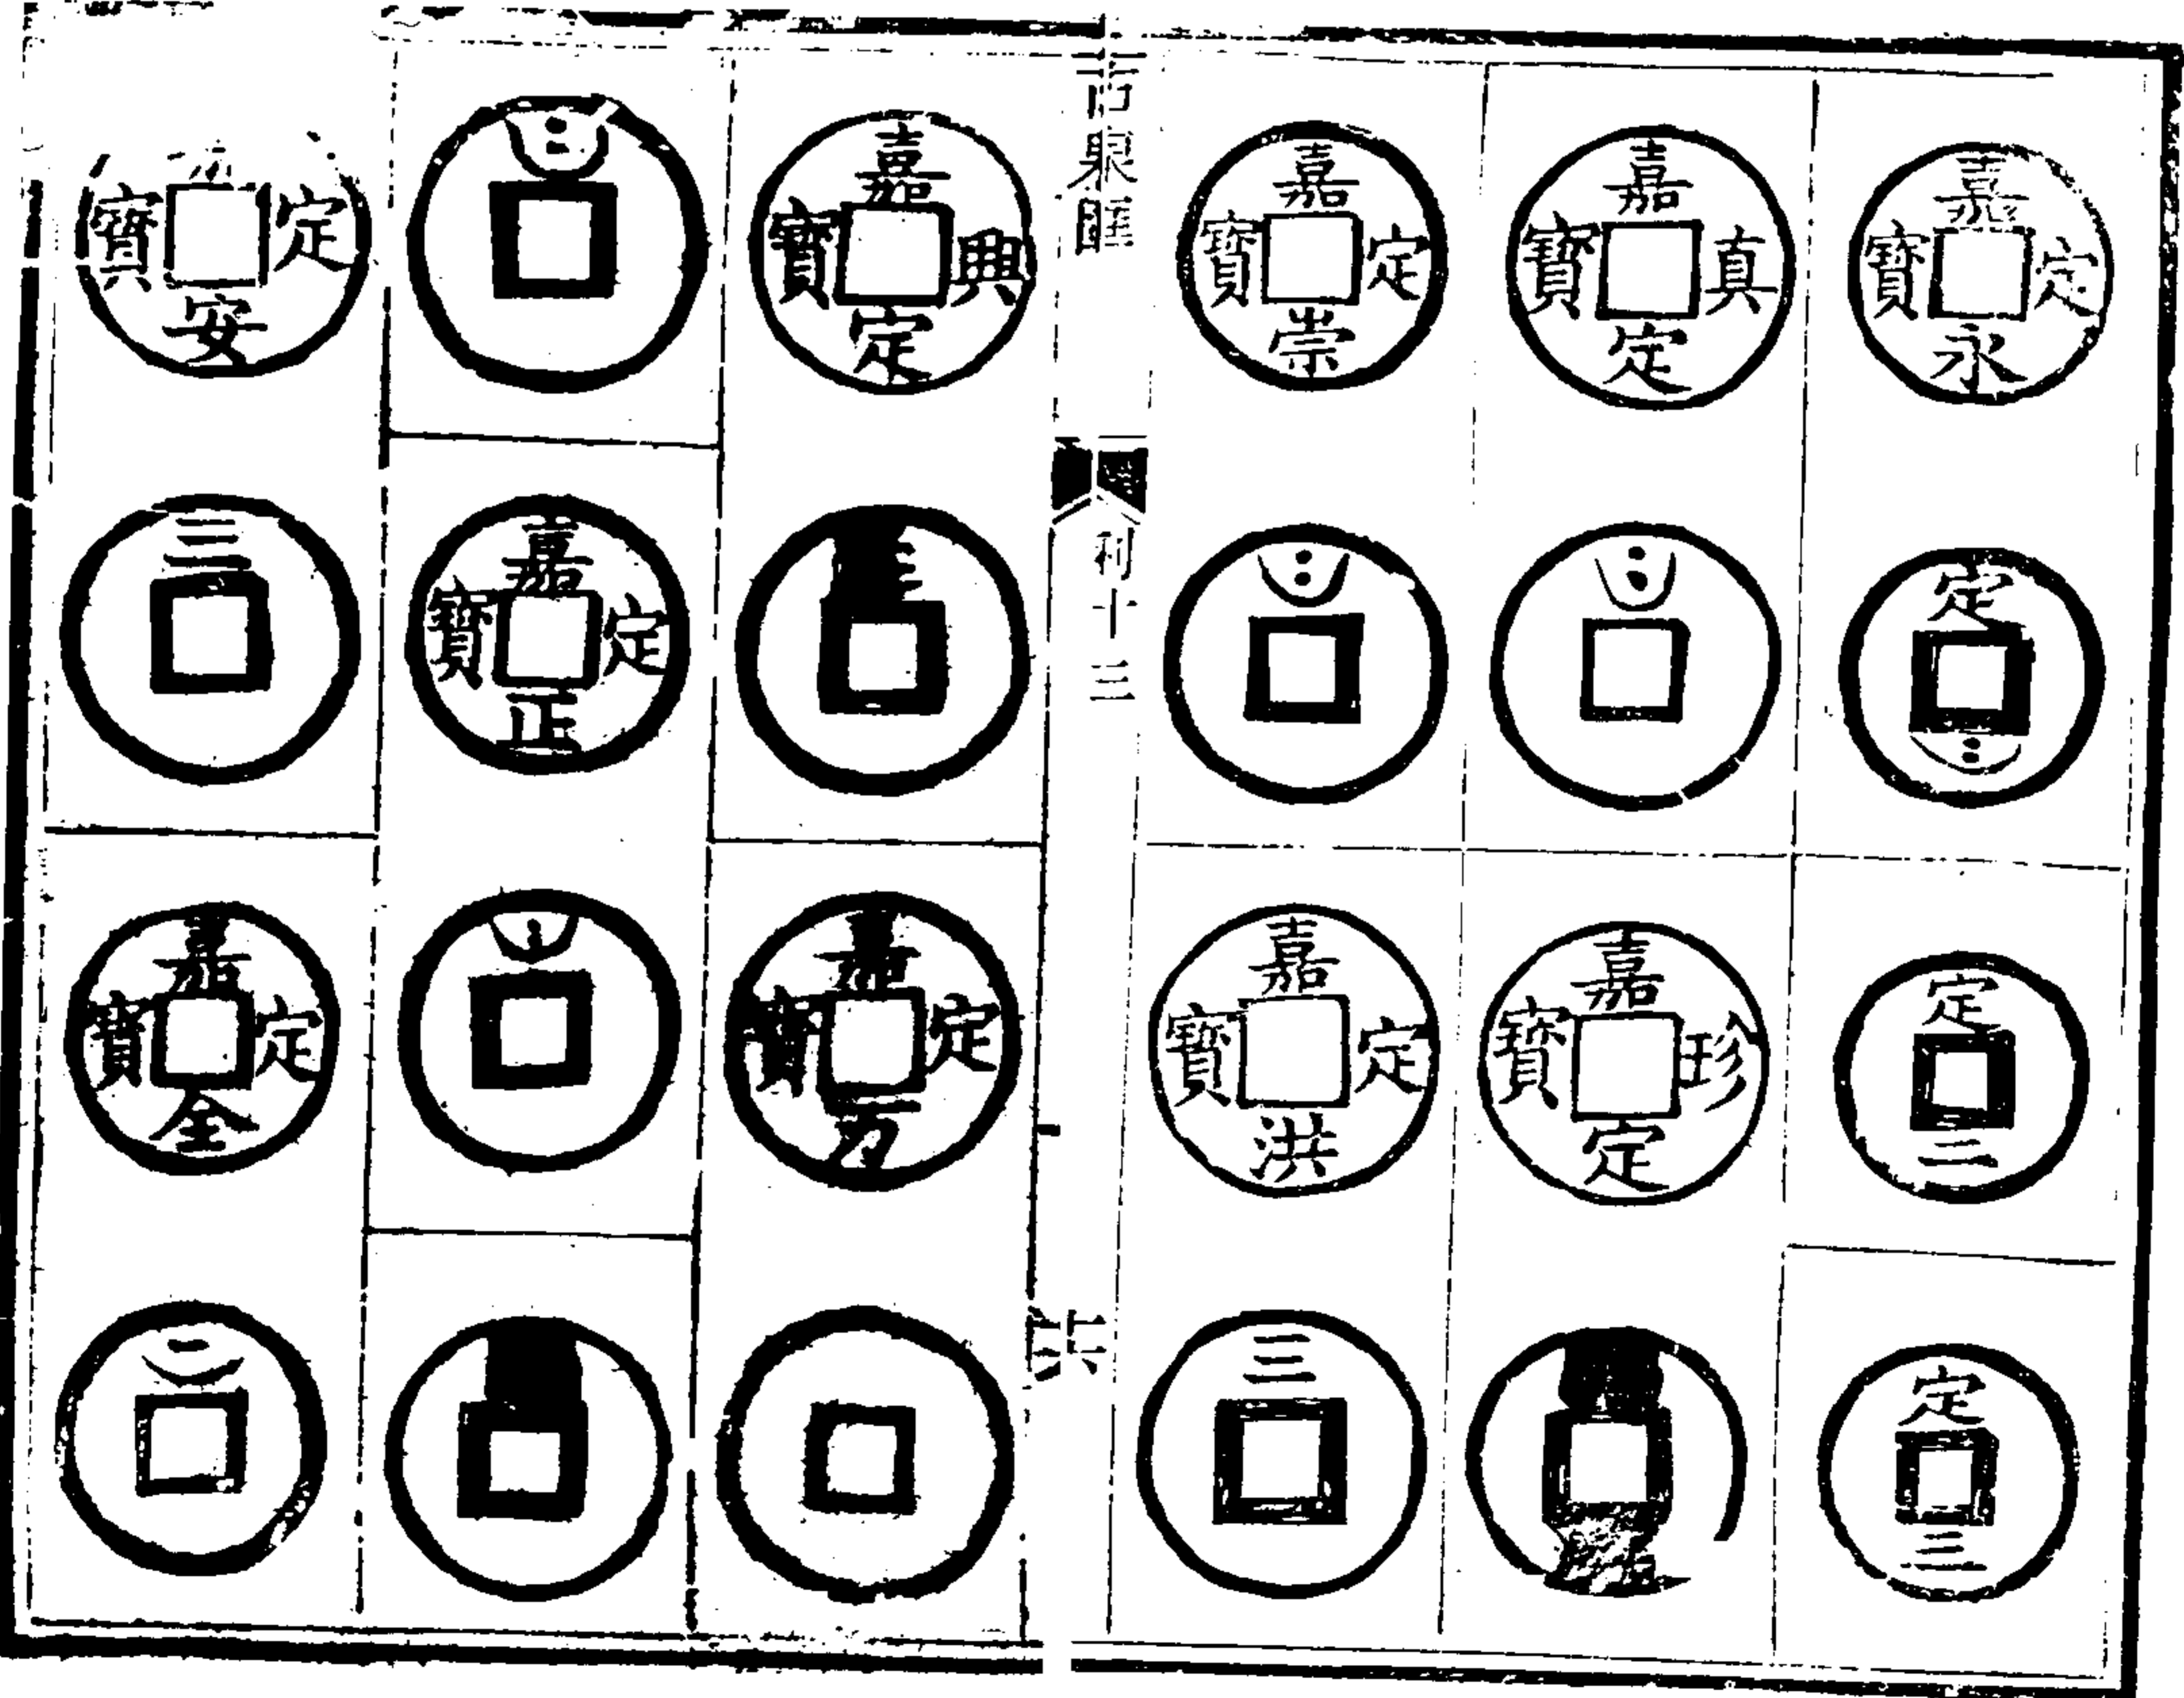 嘉定永寶
定
定二
定三
嘉定真寶
嘉定珍寶
嘉定崇寶
嘉定洪寶
三
泉匯
利十三
嘉定興寶
嘉定万寶
嘉定正寶
定安寶
三
嘉定全寶